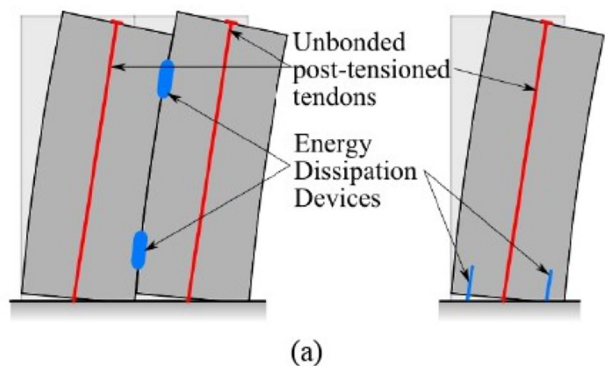 Unbonded
post-tensioned
tendons
Energy
Dissipation
Devices
(a)